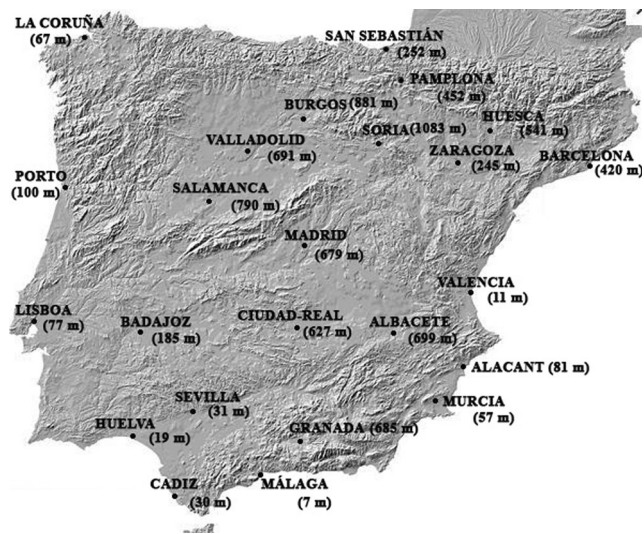 LA CORUÑA
(67 m)
SAN SEBASTIÁN
(252 m)
PAMPLONA
(452 m)
BURGOS (881 m)
HUESCA
(541 m)
SORIA (1083 m)
VALLADOLID
(691 m)
ZARAGOZA
(245 m)
BARCELONA
(420 m)
PORTO
(100 m)
SALAMANCA
(790 m)
MADRID
(679 m)
VALENCIA
(11 m)
LISBOA
(77 m)
BADAJOZ
(185 m)
CIUDAD-REAL
(627 m)
ALBACETE
(699 m)
ALACANT (81 m)
SEVILLA
(31 m)
MURCIA
(57 m)
HUELVA
(19 m)
GRANADA (685 m)
CADIZ
(30 m)
MÁLAGA
(7 m)